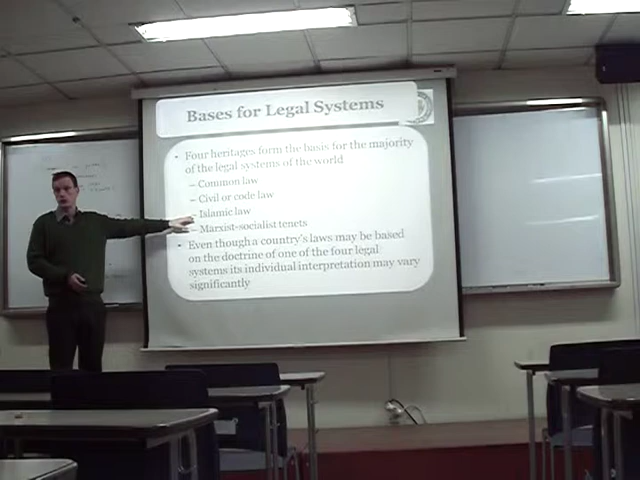 Bases for Legal Systems
• Four heritages form the basis for the majority
of the legal systems of the world
– Common law
– Civil or code law
– Islamic law
– Marxist-socialist tenets
• Even though a country's laws may be based
on the doctrine of one of the four legal
systems its individual interpretation may vary
significantly